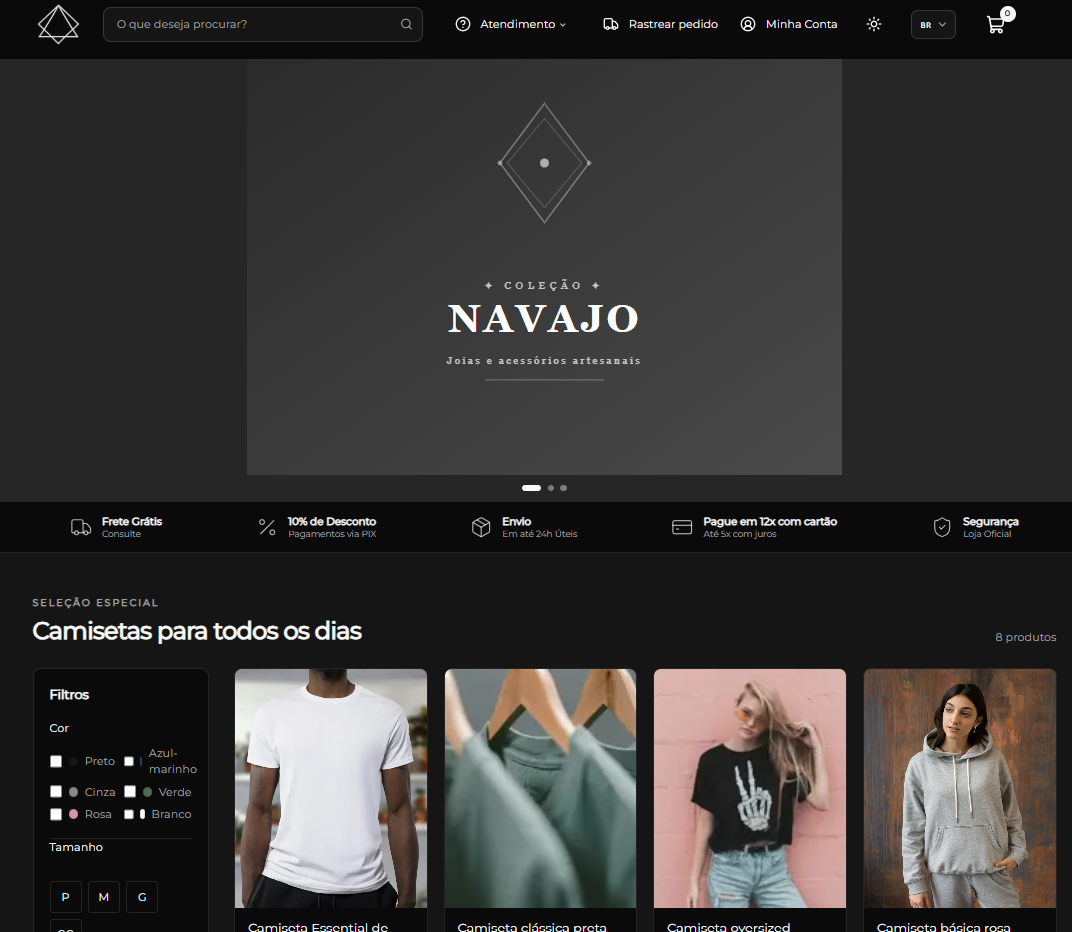 O que deseja procurar?
Atendimento
Rastrear pedido
Minha Conta
BR
0
✦ COLEÇÃO ✦
NAVAJO
Joias e acessórios artesanais
Frete Grátis
Consulte
10% de Desconto
Pagamentos via PIX
Envio
Em até 24h Úteis
Pague em 12x com cartão
Até 5x com juros
Segurança
Loja Oficial
SELEÇÃO ESPECIAL
Camisetas para todos os dias
8 produtos
Filtros
Cor
Preto
Azul-
marinho
Cinza
Verde
Rosa
Branco
Tamanho
P
M
G
Camiseta Essential de
Camiseta clássica preta
Camiseta oversized
Camiseta básica rosa